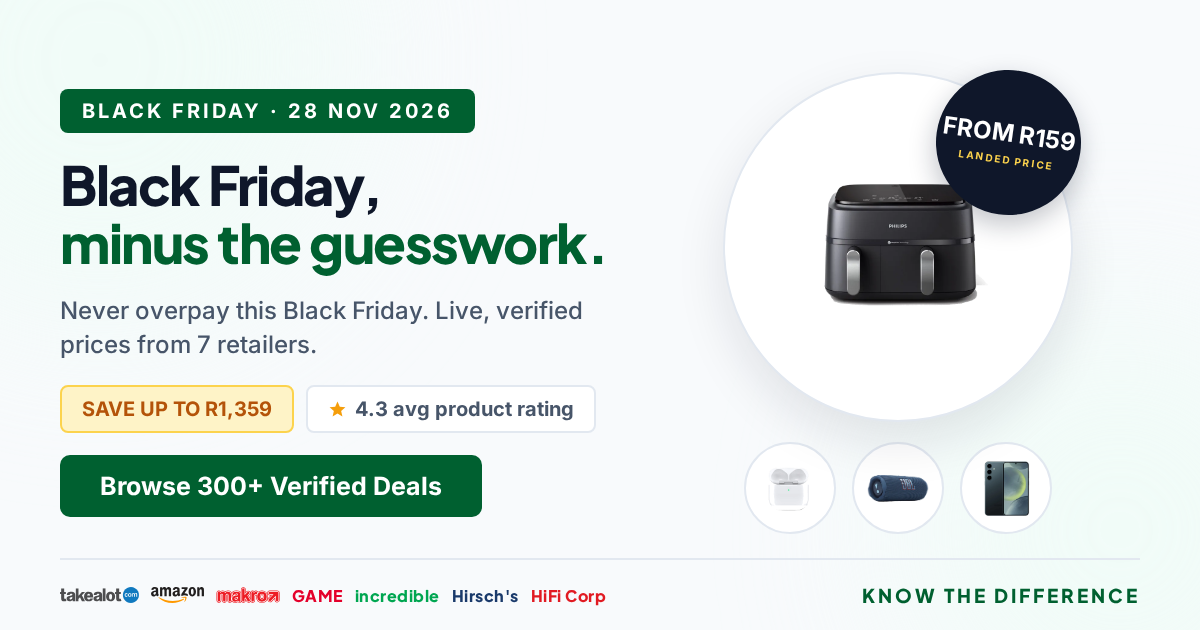 BLACK FRIDAY · 28 NOV 2026
Black Friday,
minus the guesswork.
Never overpay this Black Friday. Live, verified
prices from 7 retailers.
SAVE UP TO R1,359
★ 4.3 avg product rating
Browse 300+ Verified Deals
FROM R159
LANDED PRICE
PHILIPS
JBL
takealot com amazon makro GAME incredible Hirsch's HiFi Corp
KNOW THE DIFFERENCE